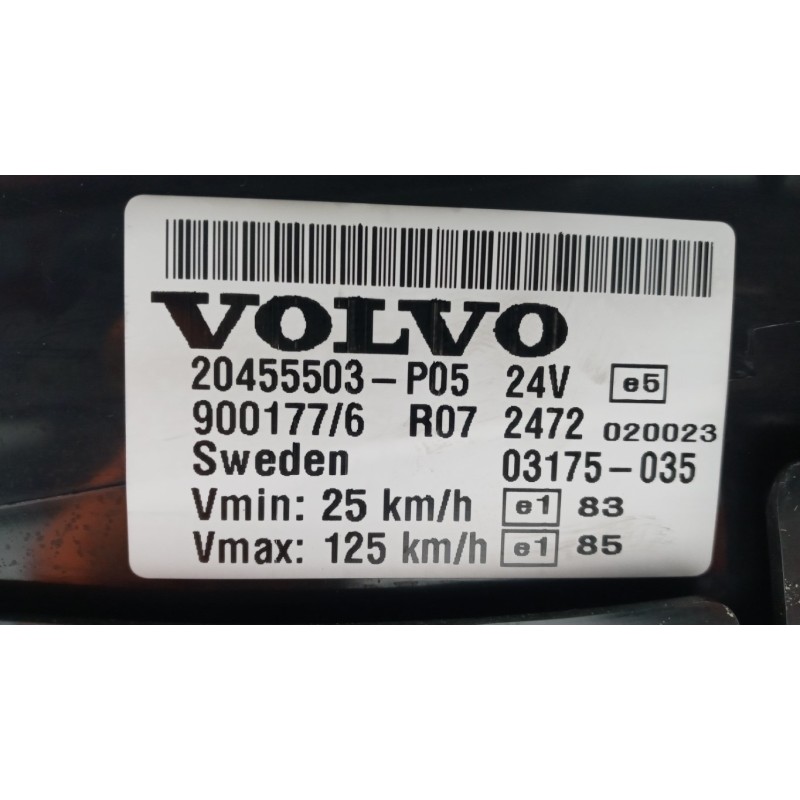 VOLVO
20455503-P05 24V e5
900177/6 R07 2472 020023
Sweden 03175-035
Vmin: 25 km/h e1 83
Vmax: 125 km/h e1 85